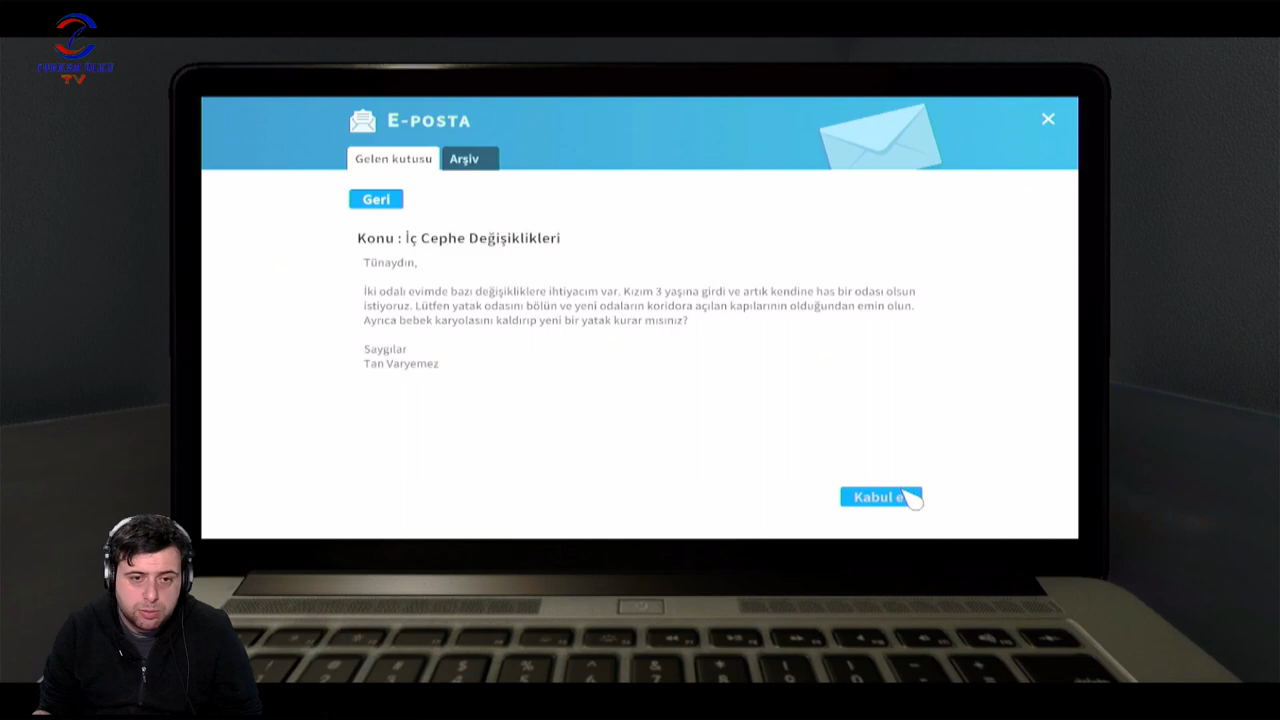 TV
E-POSTA
Gelen kutusu
Arşiv
Geri
Konu : İç Cephe Değişiklikleri
Tünaydın,
İki odalı evimde bazı değişikliklere ihtiyacım var. Kızım 3 yaşına girdi ve artık kendine has bir odası olsun
istiyoruz. Lütfen yatak odasını bölün ve yeni odaların koridora açılan kapılarının olduğundan emin olun.
Ayrıca bebek karyolasını kaldırıp yeni bir yatak kurar mısınız?
Saygılar
Tan Varyemez
Kabul e